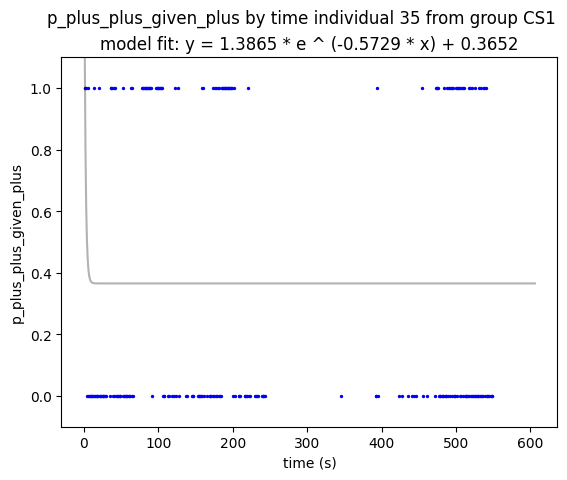 p_plus_plus_given_plus by time individual 35 from group CS1
model fit: y = 1.3865 * e ^ (-0.5729 * x) + 0.3652
p_plus_plus_given_plus
1.0
0.8
0.6
0.4
0.2
0.0
0 100 200 300 400 500 600
time (s)